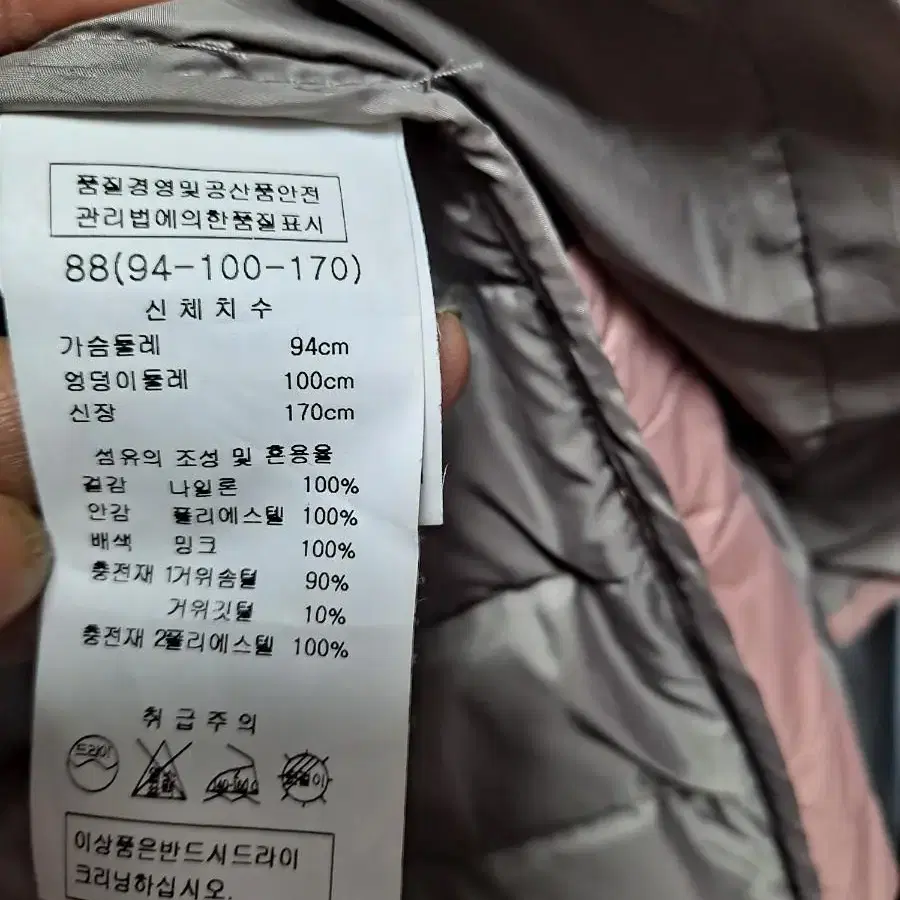 품질경영및공산품안전
관리법에의한품질표시
88(94-100-170)
신체치수
가슴둘레 94cm
엉덩이둘레 100cm
신장 170cm
섬유의 조성 및 혼용율
겉감 나일론 100%
안감 폴리에스텔 100%
배색 밍크 100%
충전재 1거위솜털 90%
거위깃털 10%
충전재 2폴리에스텔 100%
취급주의
드라이
이상품은반드시드라이
크리닝하십시오.